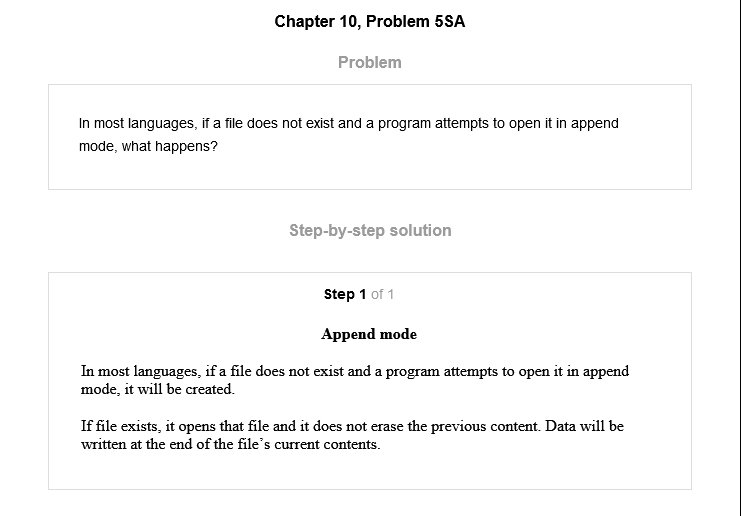 Chapter 10, Problem 5SA
Problem
In most languages, if a file does not exist and a program attempts to open it in append
mode, what happens?
Step-by-step solution
Step 1 of 1
Append mode
In most languages, if a file does not exist and a program attempts to open it in append
mode, it will be created.
If file exists, it opens that file and it does not erase the previous content. Data will be
written at the end of the file’s current contents.